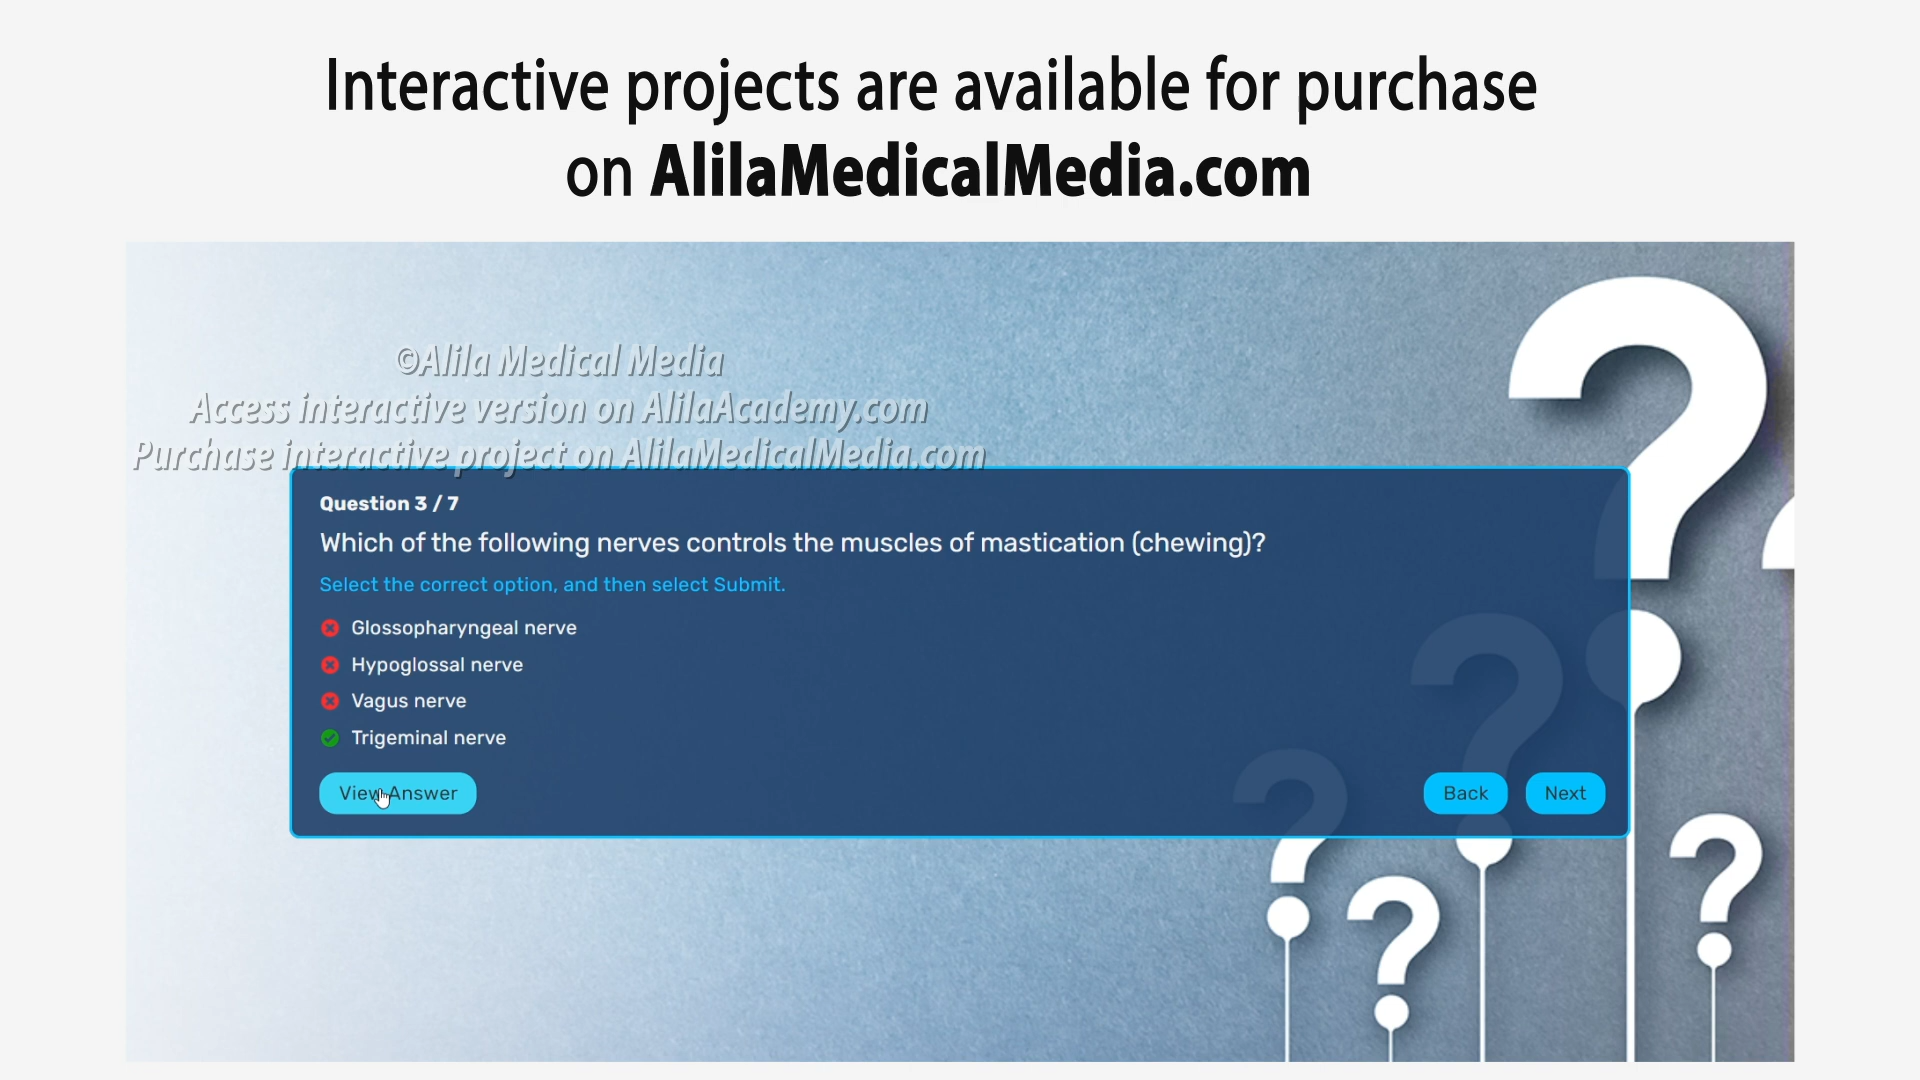 Interactive projects are available for purchase
on AlilaMedicalMedia.com
©Alila Medical Media
Access interactive version on AlilaAcademy.com
Purchase interactive project on AlilaMedicalMedia.com
Question 3 / 7
Which of the following nerves controls the muscles of mastication (chewing)?
Select the correct option, and then select Submit.
Glossopharyngeal nerve
Hypoglossal nerve
Vagus nerve
Trigeminal nerve
View Answer
Back
Next